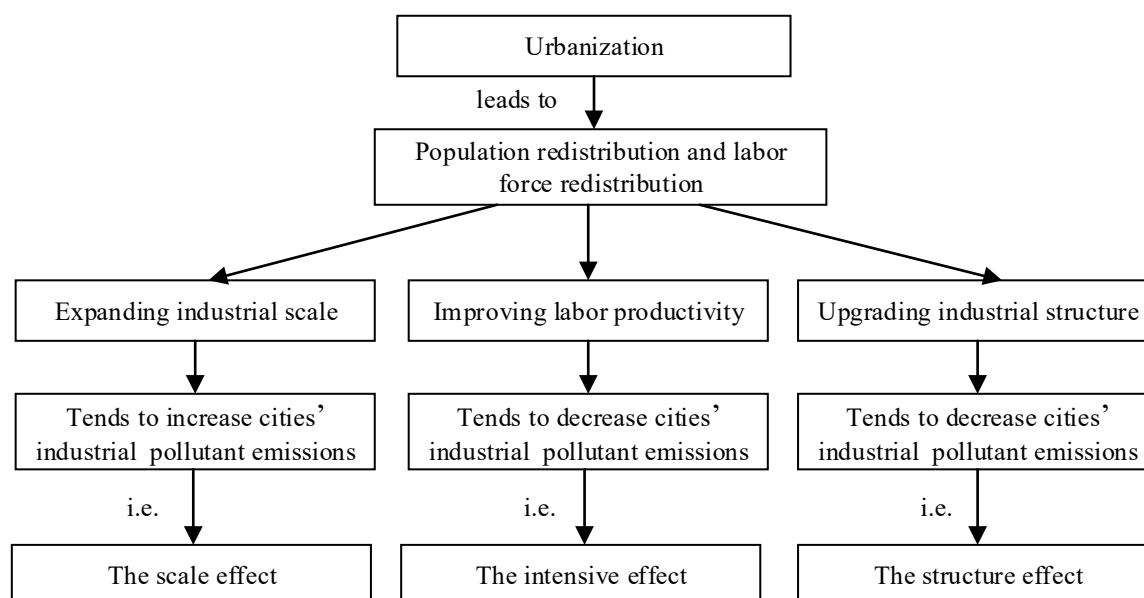 Urbanization
leads to
Population redistribution and labor
force redistribution
Expanding industrial scale
Improving labor productivity
Upgrading industrial structure
Tends to increase cities’
industrial pollutant emissions
Tends to decrease cities’
industrial pollutant emissions
Tends to decrease cities’
industrial pollutant emissions
i.e.
i.e.
i.e.
The scale effect
The intensive effect
The structure effect